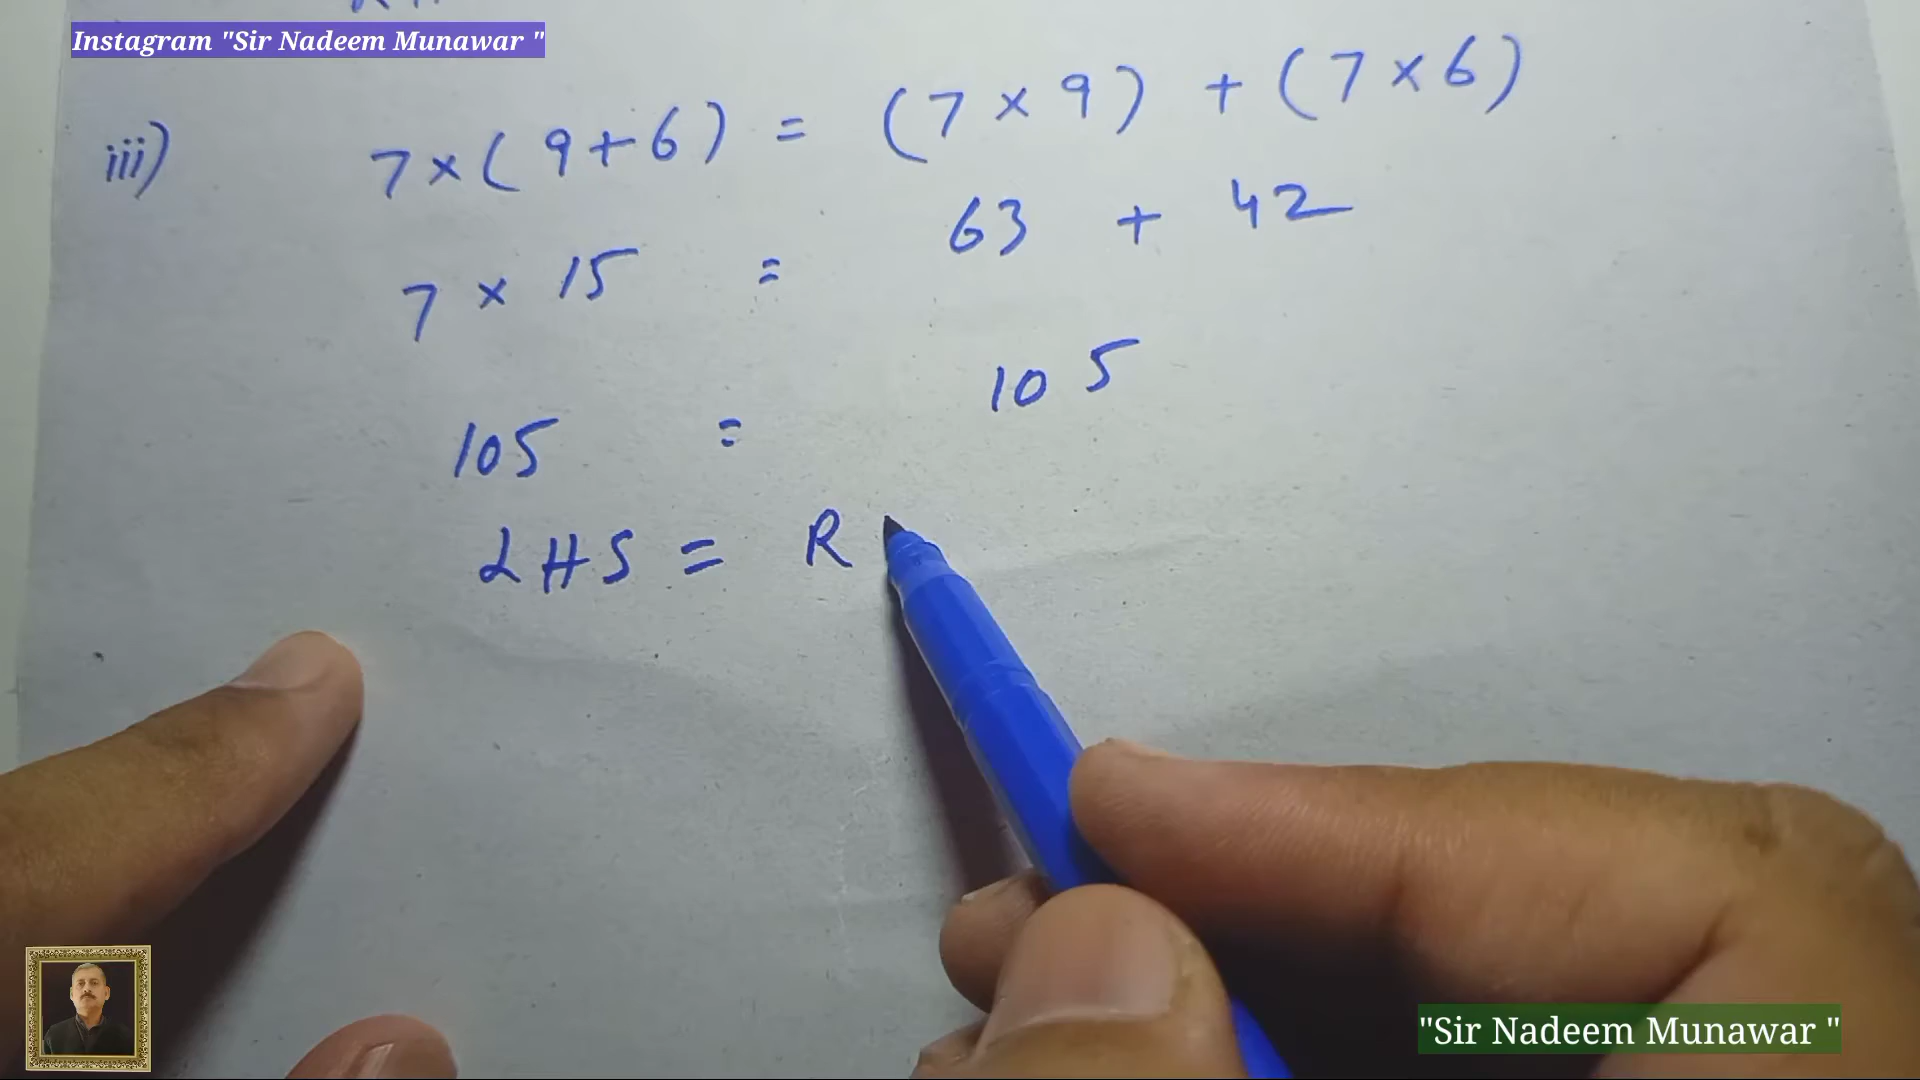 Instagram "Sir Nadeem Munawar "
iii) 7 × ( 9 + 6 ) = ( 7 × 9 ) + ( 7 × 6 )
7 × 15 = 63 + 42
105 = 105
LHS = R
"Sir Nadeem Munawar "